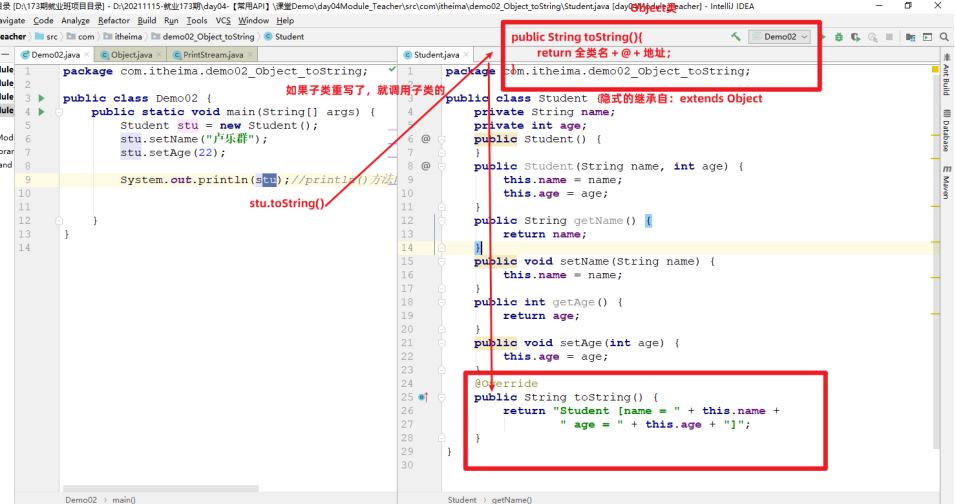 目录 [D:\173期就业班项目目录] - D:\20211115-就业173期\day04-【常用API】\课堂Demo\day04Module_Teacher\src\com\itheima\demo02_Object_toString\Student.java [day04Module_Teacher] - IntelliJ IDEA
Navigate Code Analyze Refactor Build Run Tools VCS Window Help
Teacher src com itheima demo02_Object_toString Student
Demo02
Object类
public String toString(){
return 全类名 + @ + 地址;
}
Demo02.java Object.java PrintStream.java
1 package com.itheima.demo02_Object_toString;
2
如果子类重写了，就调用子类的
3 public class Demo02 {
4 public static void main(String[] args) {
5 Student stu = new Student();
6 stu.setName("卢乐群");
7 stu.setAge(22);
8
9 System.out.println(stu);//println()方法
stu.toString()
10
11
12 }
13 }
14
Demo02 main()
Student.java
1 package com.itheima.demo02_Object_toString;
2
3 public class Student { 隐式的继承自：extends Object
4 private String name;
5 private int age;
6 public Student() {
7 }
8 public Student(String name, int age) {
9 this.name = name;
10 this.age = age;
11 }
12 public String getName() {
13 return name;
14 }
15 public void setName(String name) {
16 this.name = name;
17 }
18 public int getAge() {
19 return age;
20 }
21 public void setAge(int age) {
22 this.age = age;
23 }
24 @Override
25 public String toString() {
26 return "Student [name = " + this.name +
27 " age = " + this.age + "]";
28 }
29 }
30
Student getName()
Ant Build
Database
Maven